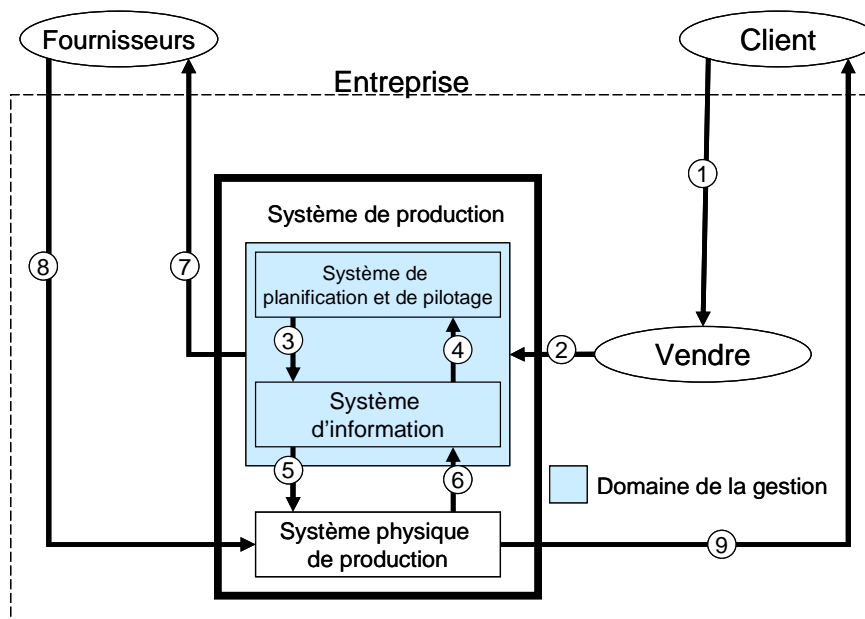 Fournisseurs
Client
Entreprise
1
Système de production
8
7
Système de
planification et de pilotage
3
4
2
Vendre
Système
d'information
5
6
Domaine de la gestion
Système physique
de production
9